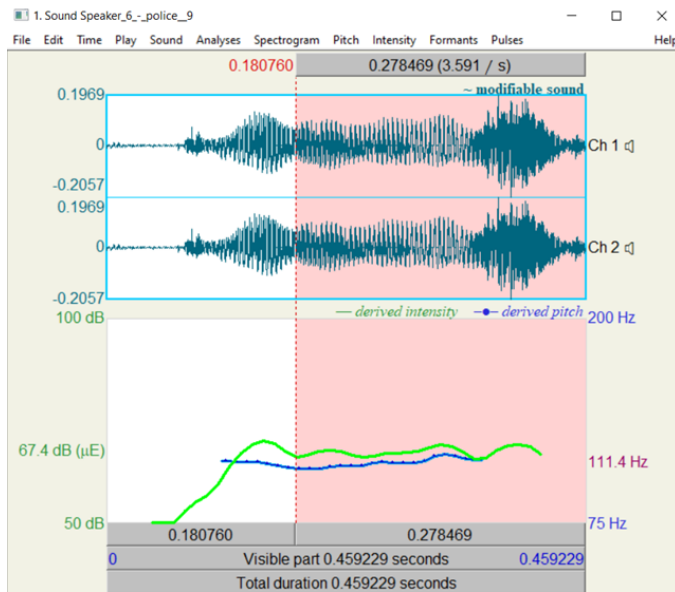 1. Sound Speaker_6_-_police__9
File Edit Time Play Sound Analyses Spectrogram Pitch Intensity Formants Pulses Help
0.180760 0.278469 (3.591 / s)
~ modifiable sound
0.1969
0 Ch 1
-0.2057
0.1969
0 Ch 2
-0.2057
— derived intensity —●— derived pitch
100 dB 200 Hz
67.4 dB (µE) 111.4 Hz
50 dB 75 Hz
0.180760 0.278469
0 Visible part 0.459229 seconds 0.459229
Total duration 0.459229 seconds